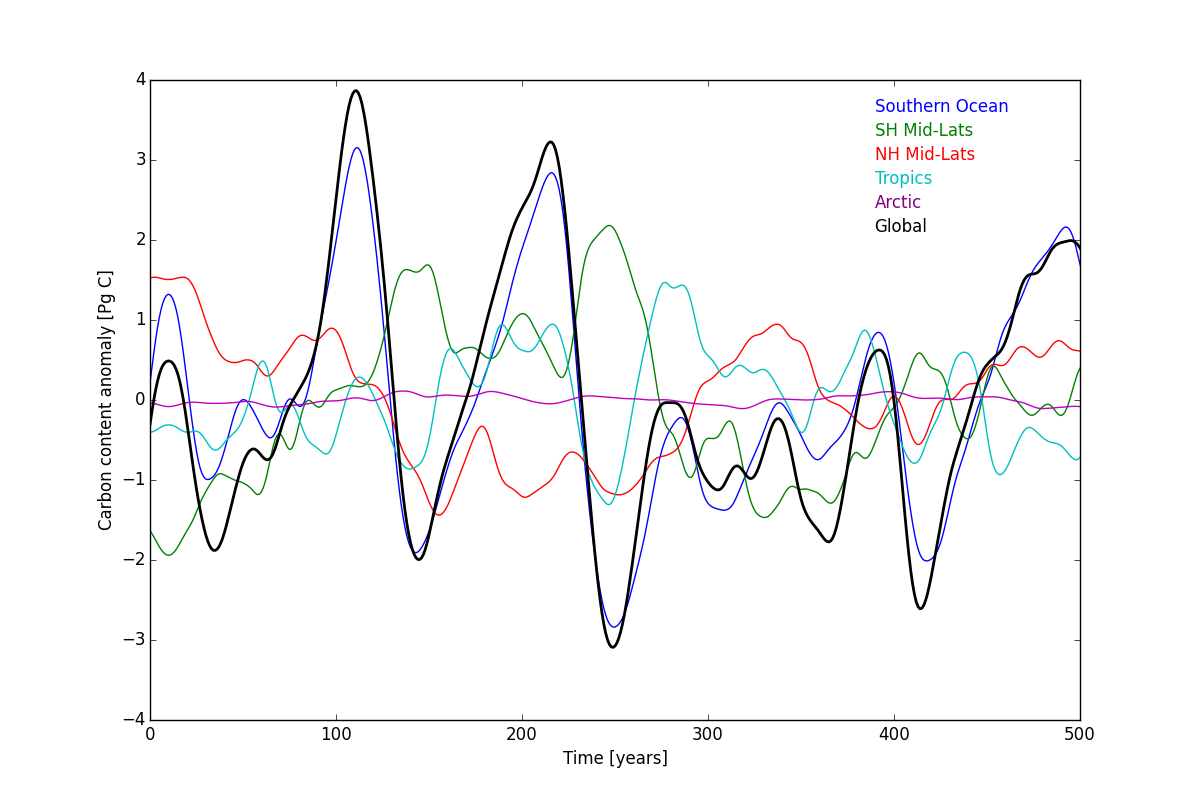 Southern Ocean
SH Mid-Lats
NH Mid-Lats
Tropics
Arctic
Global
Carbon content anomaly [Pg C]
4
3
2
1
0
−1
−2
−3
−4
0 100 200 300 400 500
Time [years]